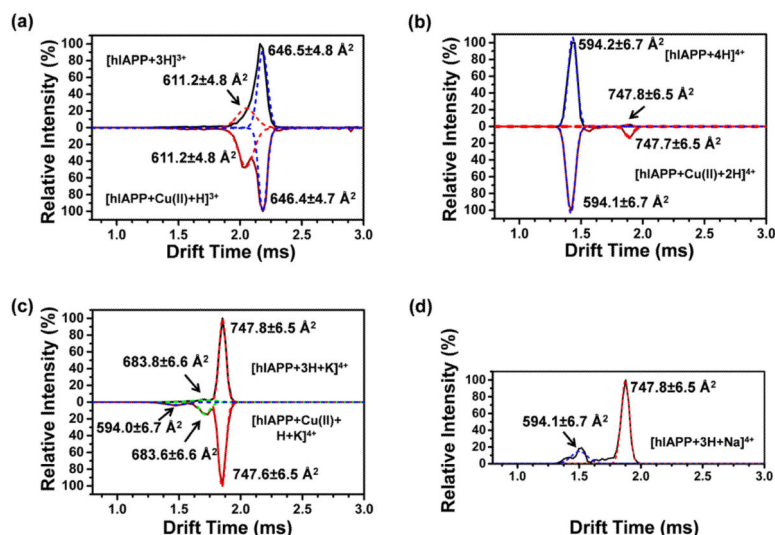 (a)
Relative Intensity (%)
100
80
60
40
20
0
20
40
60
80
100
[hIAPP+3H]³⁺
646.5±4.8 Å²
611.2±4.8 Å²
611.2±4.8 Å²
[hIAPP+Cu(II)+H]³⁺
646.4±4.7 Å²
1.0 1.5 2.0 2.5 3.0
Drift Time (ms)
(b)
Relative Intensity (%)
100
80
60
40
20
0
20
40
60
80
100
594.2±6.7 Å²
[hIAPP+4H]⁴⁺
747.8±6.5 Å²
747.7±6.5 Å²
[hIAPP+Cu(II)+2H]⁴⁺
594.1±6.7 Å²
1.0 1.5 2.0 2.5 3.0
Drift Time (ms)
(c)
Relative Intensity (%)
100
80
60
40
20
0
20
40
60
80
100
747.8±6.5 Å²
683.8±6.6 Å²
[hIAPP+3H+K]⁴⁺
594.0±6.7 Å²
[hIAPP+Cu(II)+
H+K]⁴⁺
683.6±6.6 Å²
747.6±6.5 Å²
1.0 1.5 2.0 2.5 3.0
Drift Time (ms)
(d)
Relative Intensity (%)
100
80
60
40
20
0
747.8±6.5 Å²
594.1±6.7 Å²
[hIAPP+3H+Na]⁴⁺
1.0 1.5 2.0 2.5 3.0
Drift Time (ms)